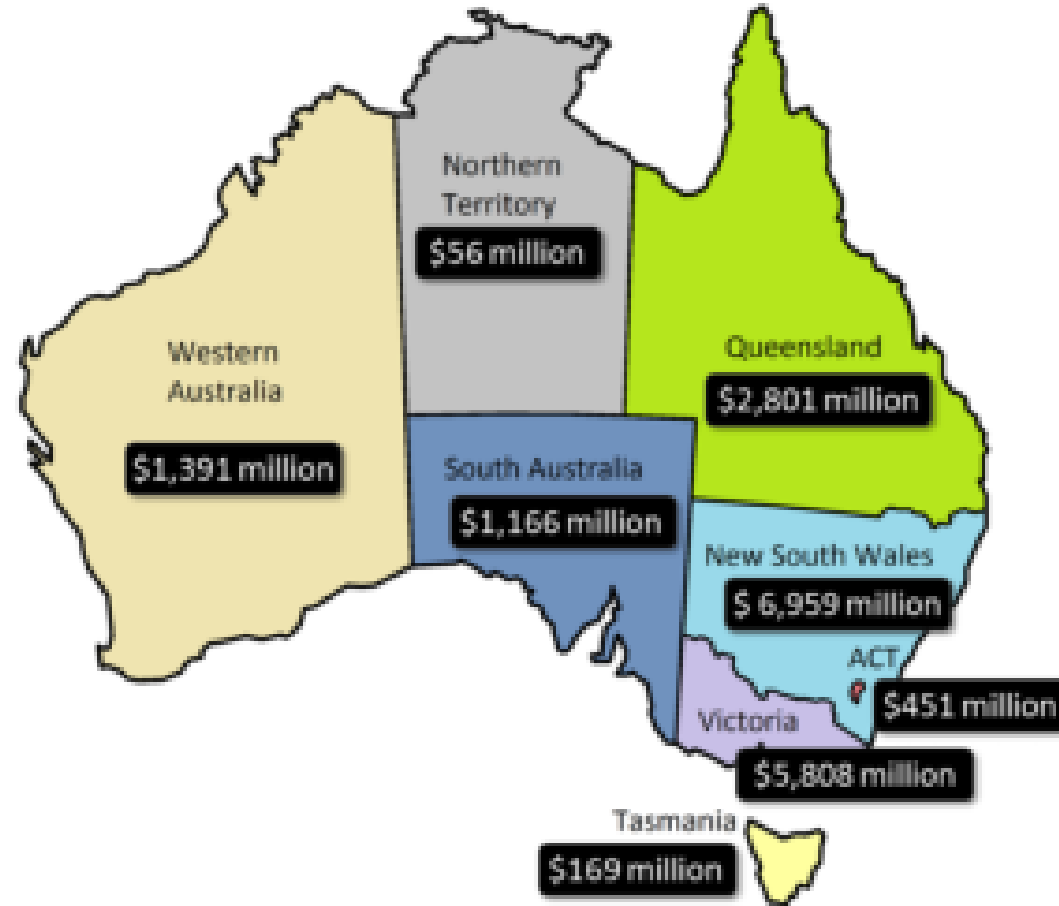 Northern
Territory
$56 million
Western
Australia
$1,391 million
Queensland
$2,801 million
South Australia
$1,166 million
New South Wales
$ 6,959 million
ACT
$451 million
Victoria
$5,808 million
Tasmania
$169 million